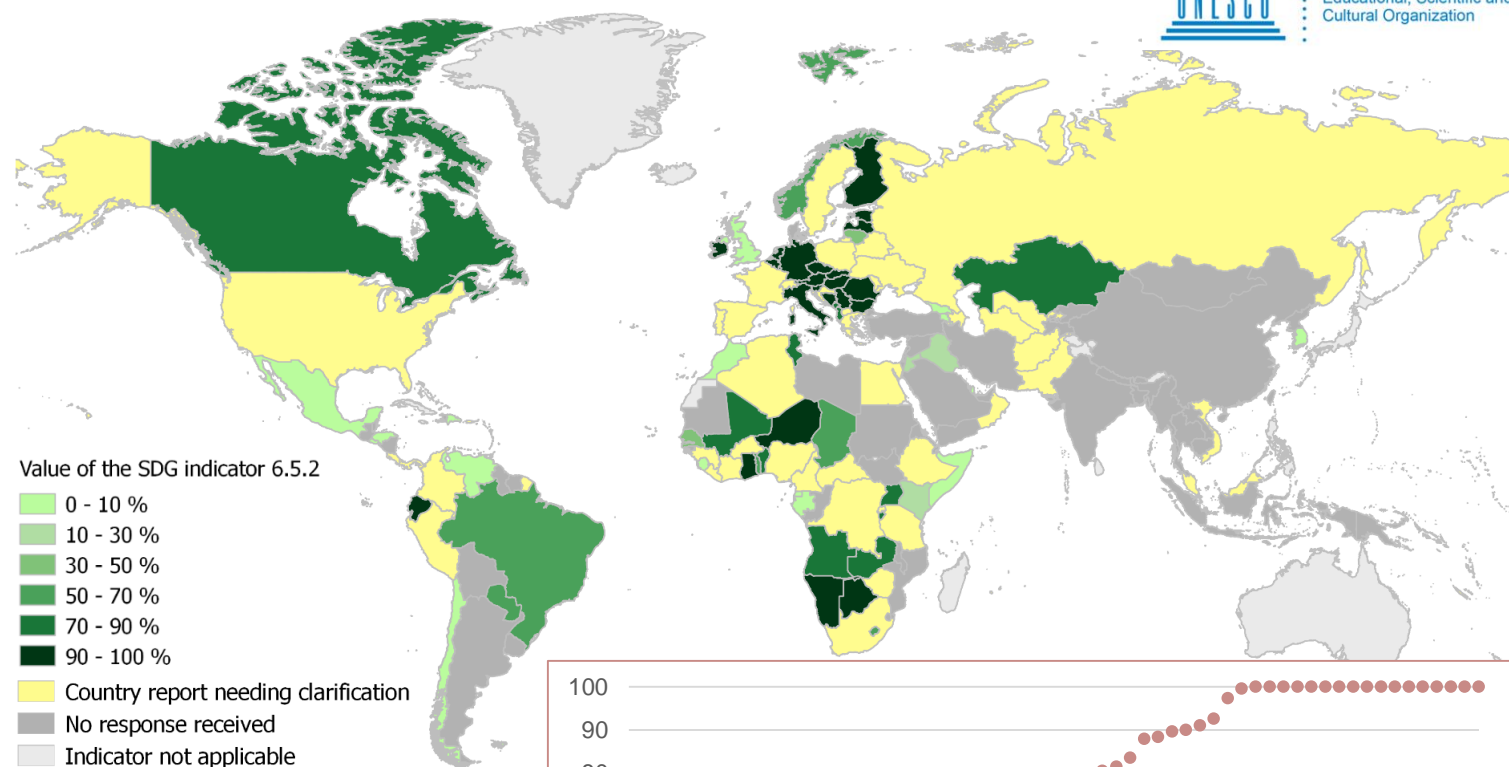 UNESCO
Cultural Organization
Value of the SDG indicator 6.5.2
0 - 10 %
10 - 30 %
30 - 50 %
50 - 70 %
70 - 90 %
90 - 100 %
Country report needing clarification
No response received
Indicator not applicable
100
90